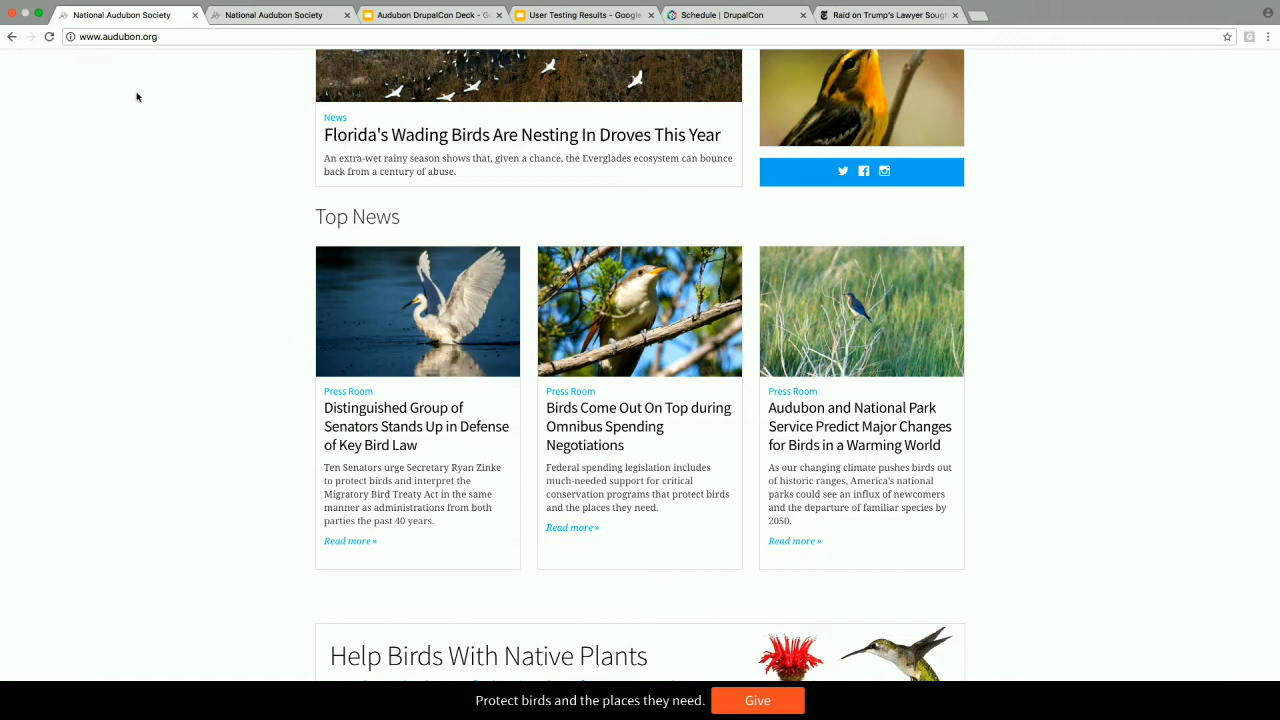 National Audubon Society
National Audubon Society
Audubon DrupalCon Deck - G
User Testing Results - Google
Schedule | DrupalCon
Raid on Trump's Lawyer Sough
www.audubon.org
News
Florida's Wading Birds Are Nesting In Droves This Year
An extra-wet rainy season shows that, given a chance, the Everglades ecosystem can bounce
back from a century of abuse.
Top News
Press Room
Distinguished Group of
Senators Stands Up in Defense
of Key Bird Law
Ten Senators urge Secretary Ryan Zinke
to protect birds and interpret the
Migratory Bird Treaty Act in the same
manner as administrations from both
parties the past 40 years.
Read more »
Press Room
Birds Come Out On Top during
Omnibus Spending
Negotiations
Federal spending legislation includes
much-needed support for critical
conservation programs that protect birds
and the places they need.
Read more »
Press Room
Audubon and National Park
Service Predict Major Changes
for Birds in a Warming World
As our changing climate pushes birds out
of historic ranges, America's national
parks could see an influx of newcomers
and the departure of familiar species by
2050.
Read more »
Help Birds With Native Plants
Protect birds and the places they need.
Give